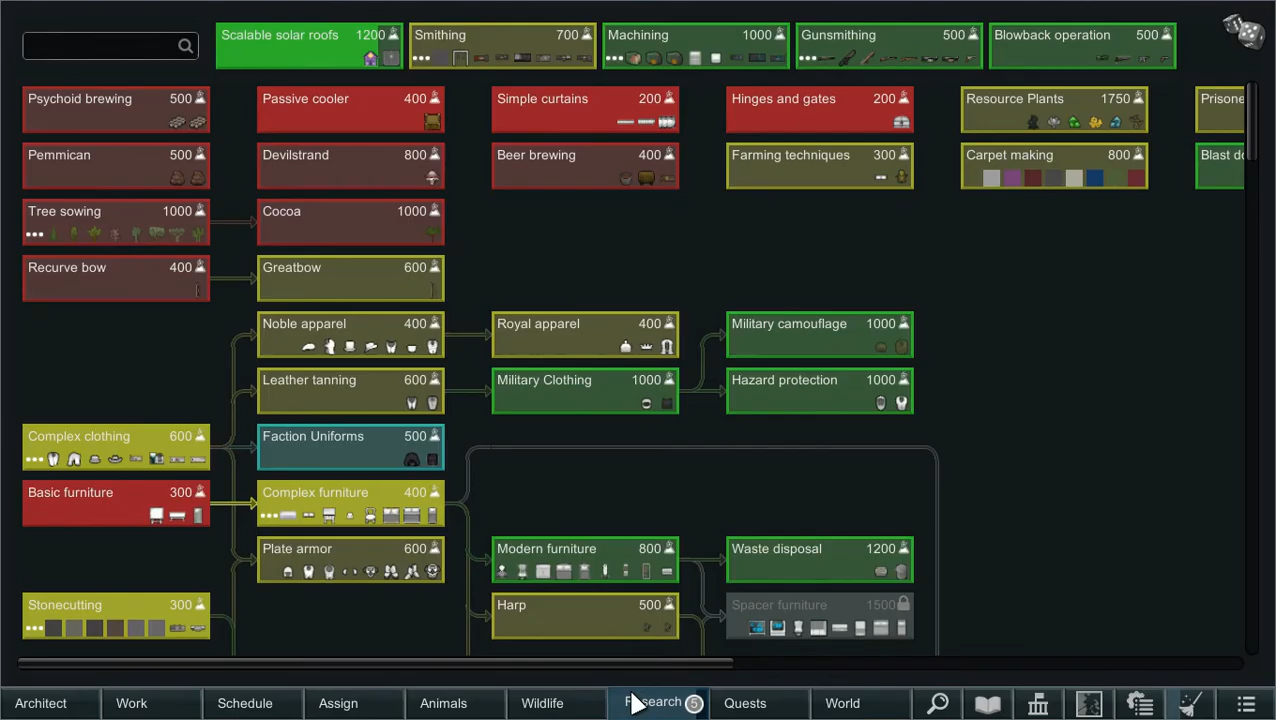 Scalable solar roofs 1200
Smithing 700
Machining 1000
Gunsmithing 500
Blowback operation 500
Psychoid brewing 500
Passive cooler 400
Simple curtains 200
Hinges and gates 200
Resource Plants 1750
Prisone
Pemmican 500
Devilstrand 800
Beer brewing 400
Farming techniques 300
Carpet making 800
Blast do
Tree sowing 1000
Cocoa 1000
Recurve bow 400
Greatbow 600
Noble apparel 400
Royal apparel 400
Military camouflage 1000
Leather tanning 600
Military Clothing 1000
Hazard protection 1000
Complex clothing 600
Faction Uniforms 500
Basic furniture 300
Complex furniture 400
Plate armor 600
Modern furniture 800
Waste disposal 1200
Stonecutting 300
Harp 500
Spacer furniture 1500
Architect Work Schedule Assign Animals Wildlife Research 5 Quests World